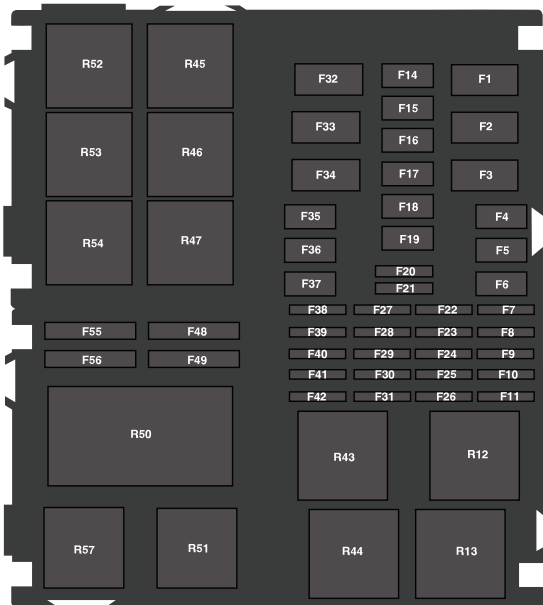 R52 R45 F32 F14 F1
F15
F33 F16 F2
R53 R46 F34 F17 F3
F35 F18 F4
R54 R47 F36 F19 F5
F37 F20 F6
F21
F38 F27 F22 F7
F55 F48 F39 F28 F23 F8
F56 F49 F40 F29 F24 F9
F41 F30 F25 F10
F42 F31 F26 F11
R50 R43 R12
R57 R51 R44 R13